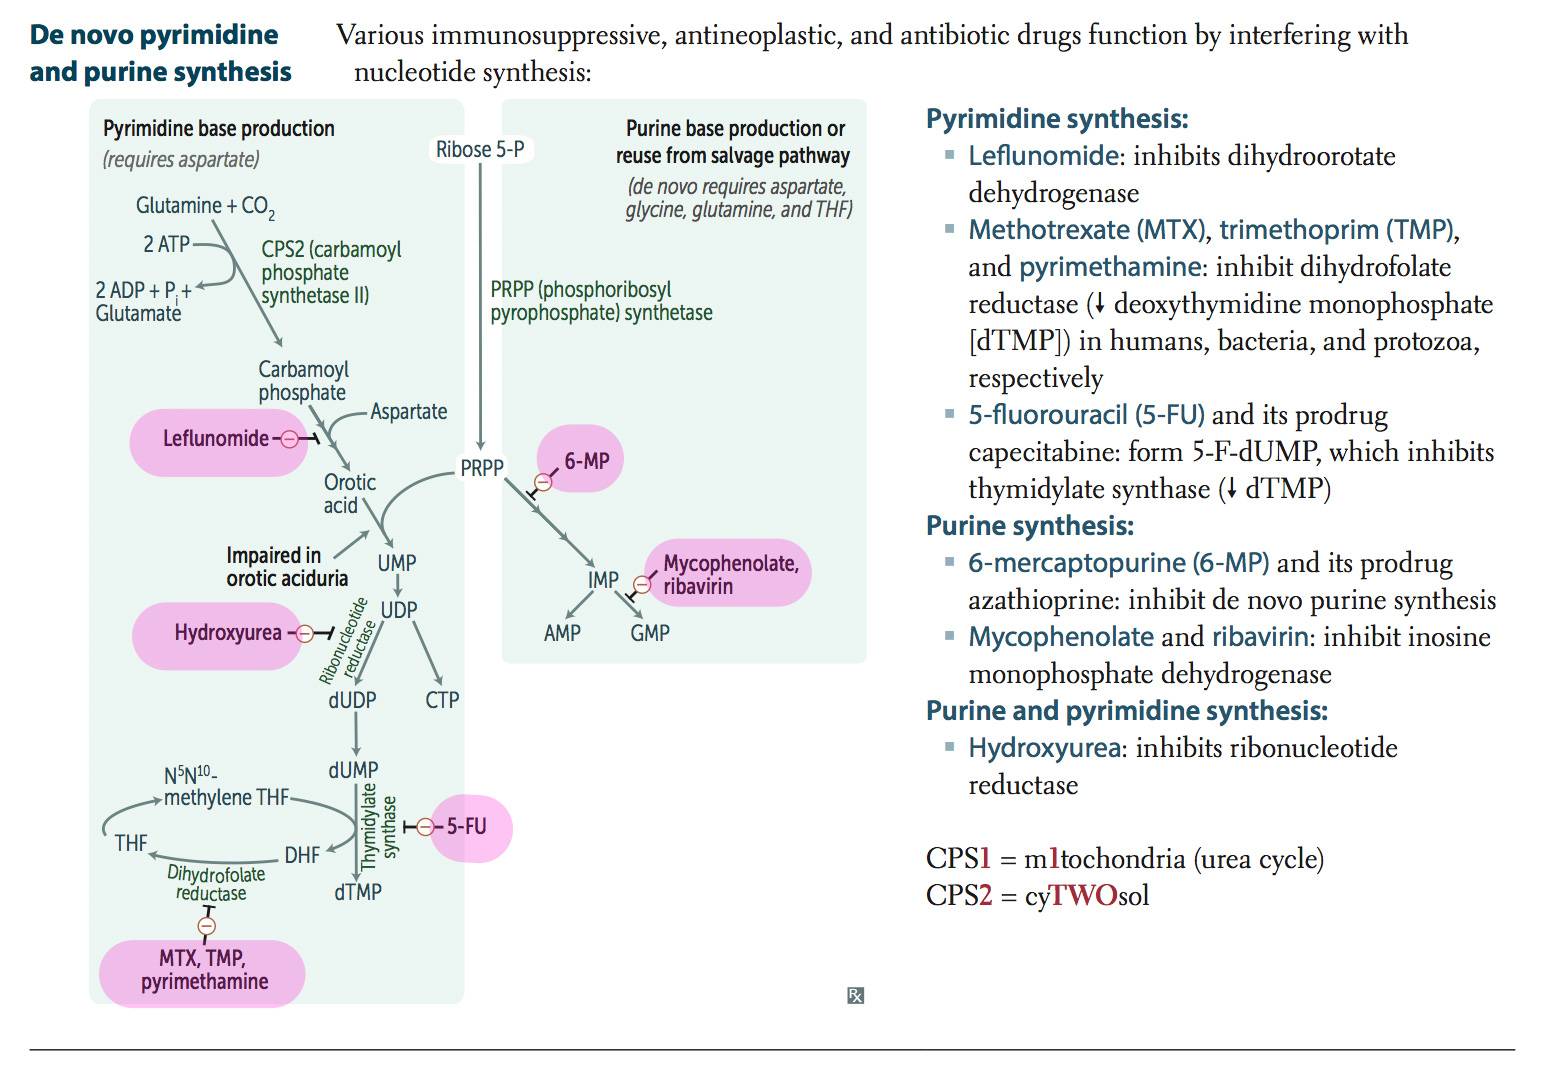 De novo pyrimidine
and purine synthesis
Various immunosuppressive, antineoplastic, and antibiotic drugs function by interfering with
nucleotide synthesis:
Pyrimidine base production
(requires aspartate)
Glutamine + CO2
2 ATP
2 ADP + Pi +
Glutamate
CPS2 (carbamoyl
phosphate
synthetase II)
Carbamoyl
phosphate
Aspartate
Leflunomide
Orotic
acid
Impaired in
orotic aciduria
UMP
UDP
Hydroxyurea
Ribonucleotide
reductase
dUDP
CTP
dUMP
N5N10-
methylene THF
THF
DHF
Thymidylate
synthase
5-FU
Dihydrofolate
reductase
dTMP
MTX, TMP,
pyrimethamine
Ribose 5-P
PRPP (phosphoribosyl
pyrophosphate) synthetase
PRPP
Purine base production or
reuse from salvage pathway
(de novo requires aspartate,
glycine, glutamine, and THF)
6-MP
Mycophenolate,
ribavirin
IMP
AMP
GMP
Rx
Pyrimidine synthesis:
▪ Leflunomide: inhibits dihydroorotate
dehydrogenase
▪ Methotrexate (MTX), trimethoprim (TMP),
and pyrimethamine: inhibit dihydrofolate
reductase (↓ deoxythymidine monophosphate
[dTMP]) in humans, bacteria, and protozoa,
respectively
▪ 5-fluorouracil (5-FU) and its prodrug
capecitabine: form 5-F-dUMP, which inhibits
thymidylate synthase (↓ dTMP)
Purine synthesis:
▪ 6-mercaptopurine (6-MP) and its prodrug
azathioprine: inhibit de novo purine synthesis
▪ Mycophenolate and ribavirin: inhibit inosine
monophosphate dehydrogenase
Purine and pyrimidine synthesis:
▪ Hydroxyurea: inhibits ribonucleotide
reductase
CPS1 = m1tochondria (urea cycle)
CPS2 = cyTWOsol